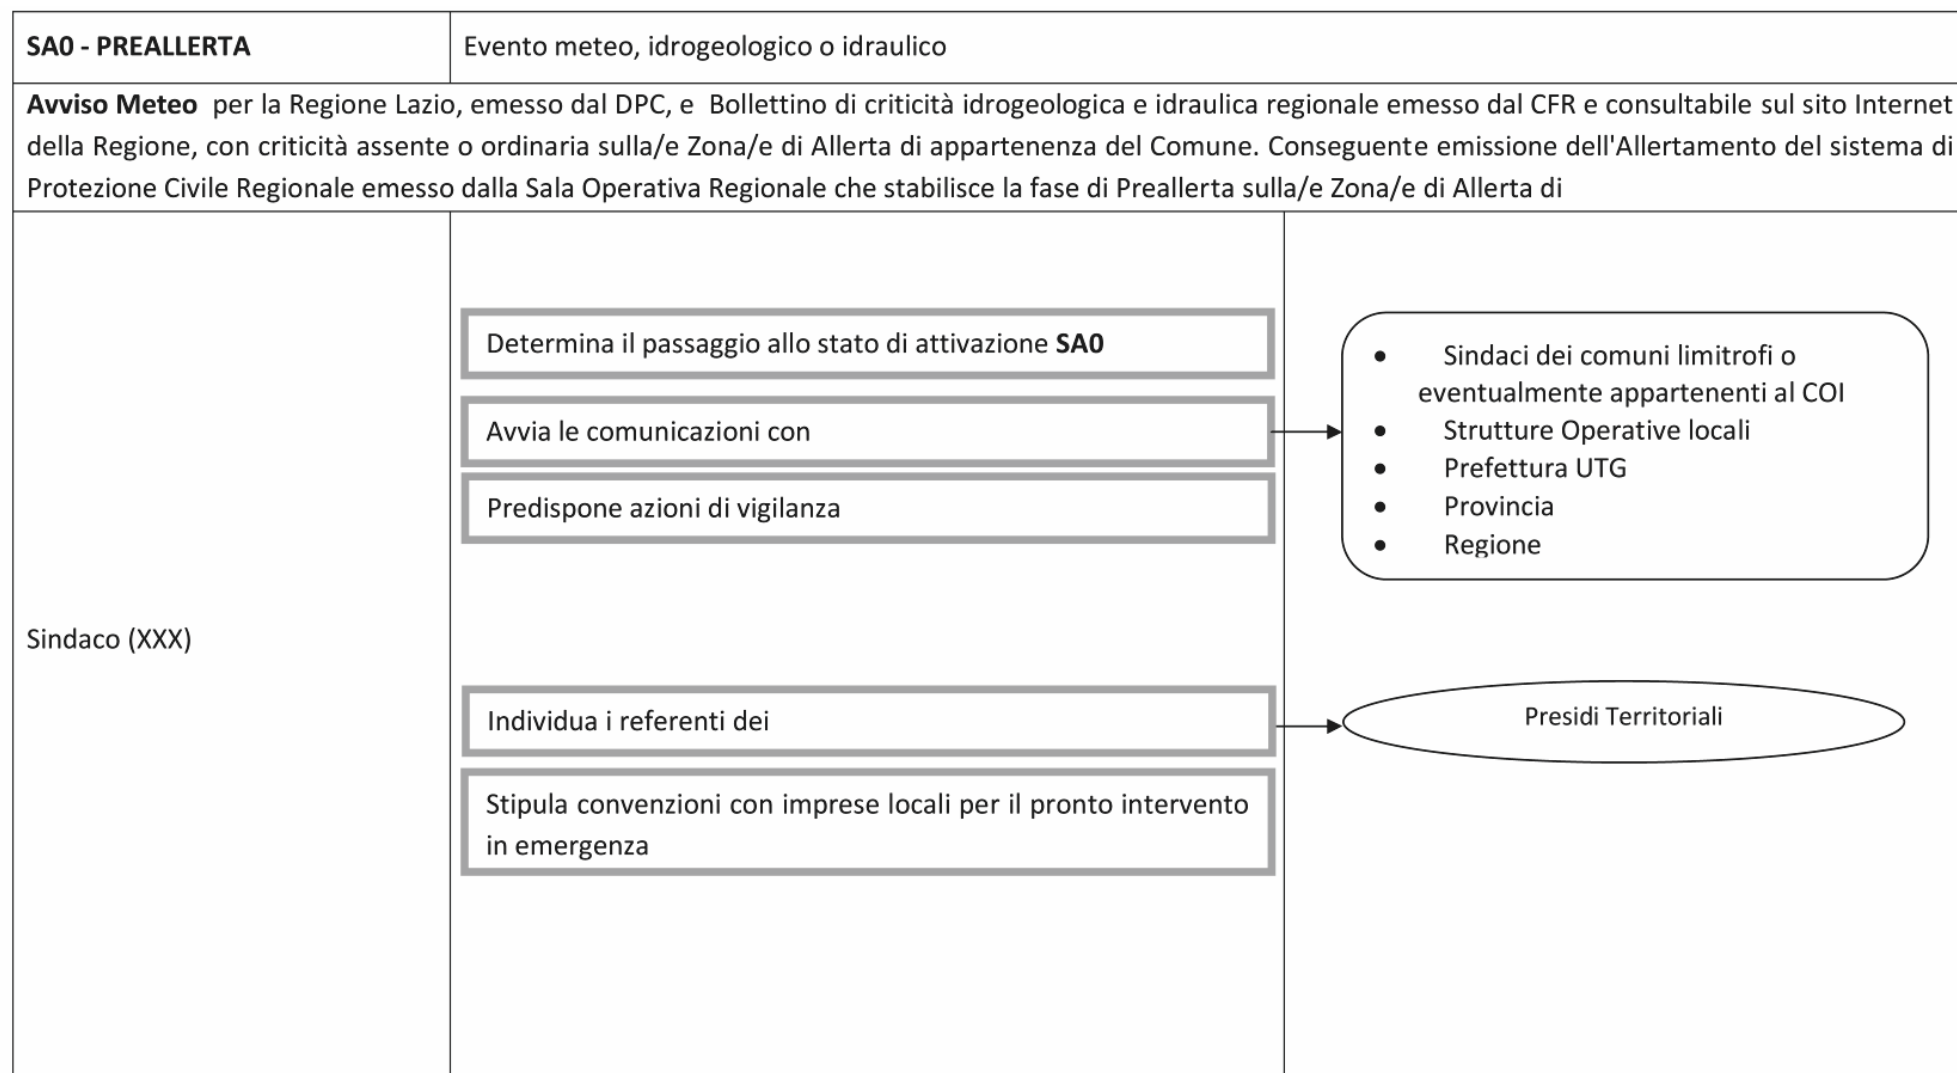 SA0 - PREALLERTA
Evento meteo, idrogeologico o idraulico
Avviso Meteo per la Regione Lazio, emesso dal DPC, e Bollettino di criticità idrogeologica e idraulica regionale emesso dal CFR e consultabile sul sito Internet
della Regione, con criticità assente o ordinaria sulla/e Zona/e di Allerta di appartenenza del Comune. Conseguente emissione dell'Allertamento del sistema di
Protezione Civile Regionale emesso dalla Sala Operativa Regionale che stabilisce la fase di Preallerta sulla/e Zona/e di Allerta di
Sindaco (XXX)
Determina il passaggio allo stato di attivazione SA0
Avvia le comunicazioni con
• Sindaci dei comuni limitrofi o
eventualmente appartenenti al COI
• Strutture Operative locali
• Prefettura UTG
• Provincia
• Regione
Predispone azioni di vigilanza
Individua i referenti dei
Presidi Territoriali
Stipula convenzioni con imprese locali per il pronto intervento
in emergenza